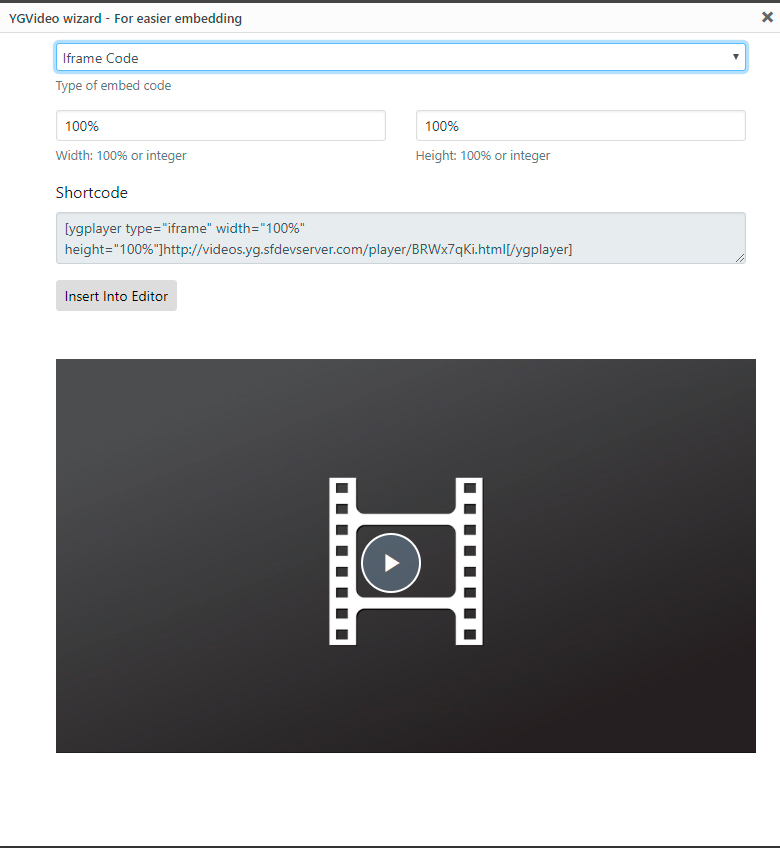 YGVideo wizard - For easier embedding
Iframe Code
Type of embed code
100%
100%
Width: 100% or integer
Height: 100% or integer
Shortcode
[ygplayer type="iframe" width="100%"
height="100%"]http://videos.yg.sfdevserver.com/player/BRWx7qKi.html[/ygplayer]
Insert Into Editor